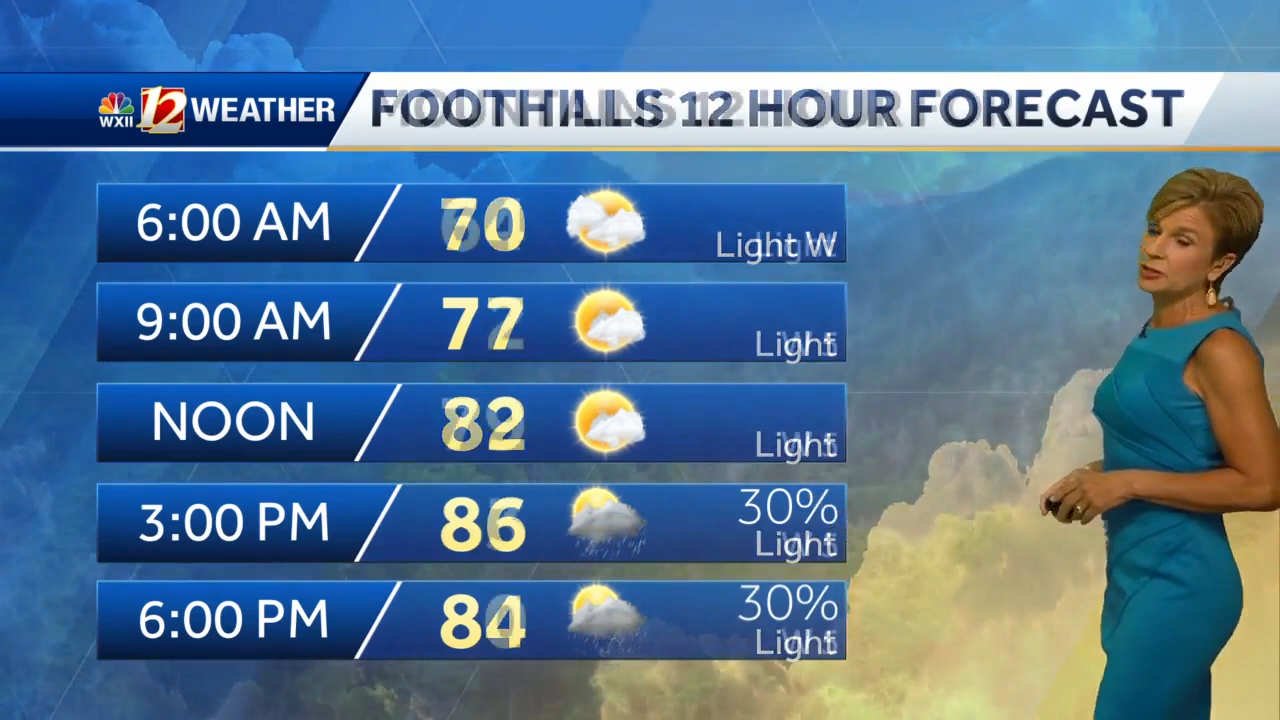 WXII 12 WEATHER
FOOTHILLS 12 HOUR FORECAST
6:00 AM 70 Light W
9:00 AM 77 Light
NOON 82 Light
3:00 PM 86 30% Light
6:00 PM 84 30% Light